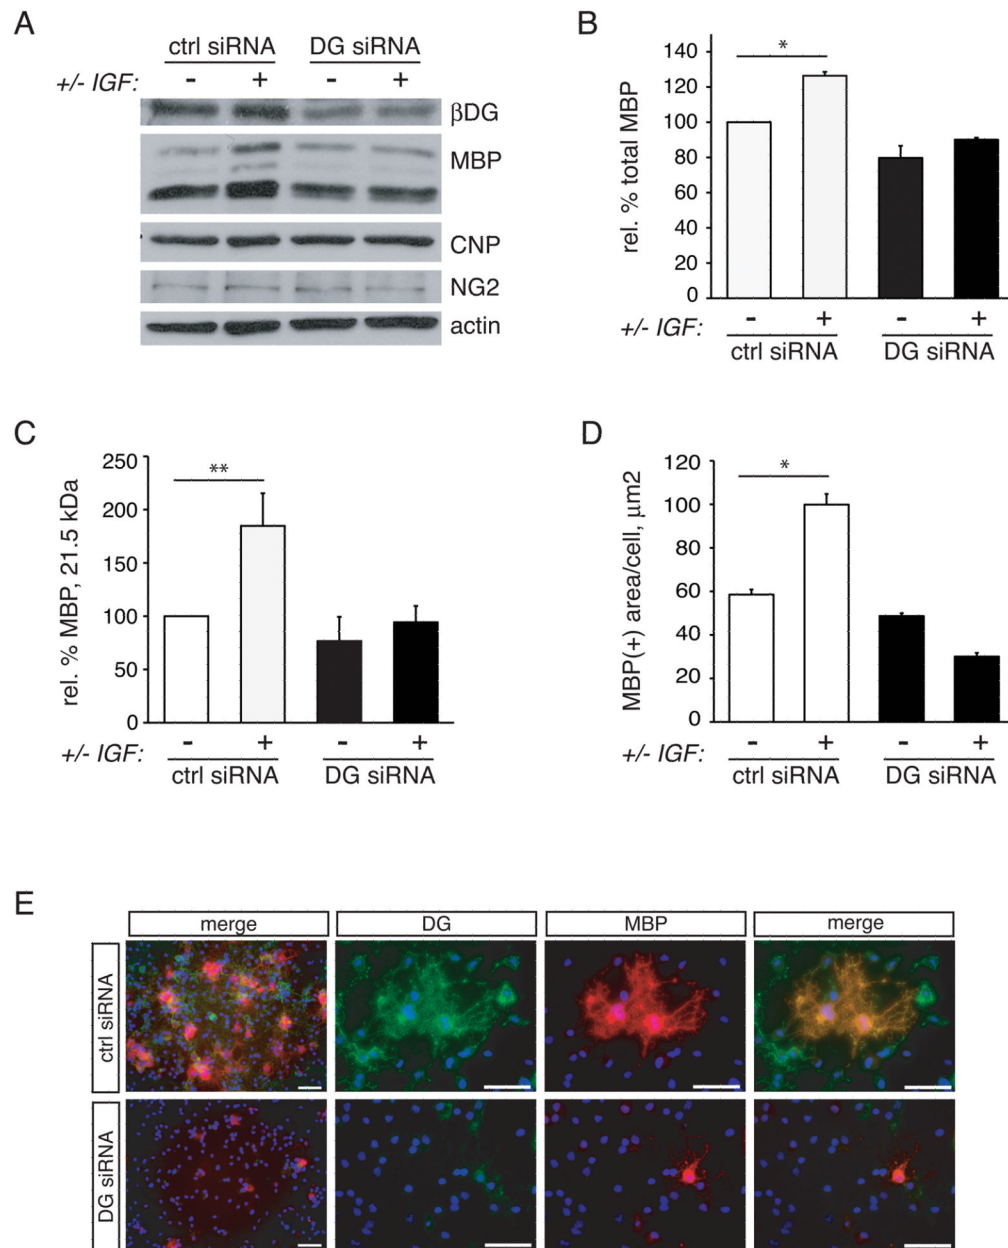 A
ctrl siRNA DG siRNA
+/- IGF: - + - +
βDG
MBP
CNP
NG2
actin
B
rel. % total MBP
140
120
100
80
60
40
20
0
*
+/- IGF: - + - +
ctrl siRNA DG siRNA
C
rel. % MBP, 21.5 kDa
250
200
150
100
50
0
**
+/- IGF: - + - +
ctrl siRNA DG siRNA
D
MBP(+) area/cell, μm2
120
100
80
60
40
20
0
*
+/- IGF: - + - +
ctrl siRNA DG siRNA
E
merge DG MBP merge
ctrl siRNA
DG siRNA